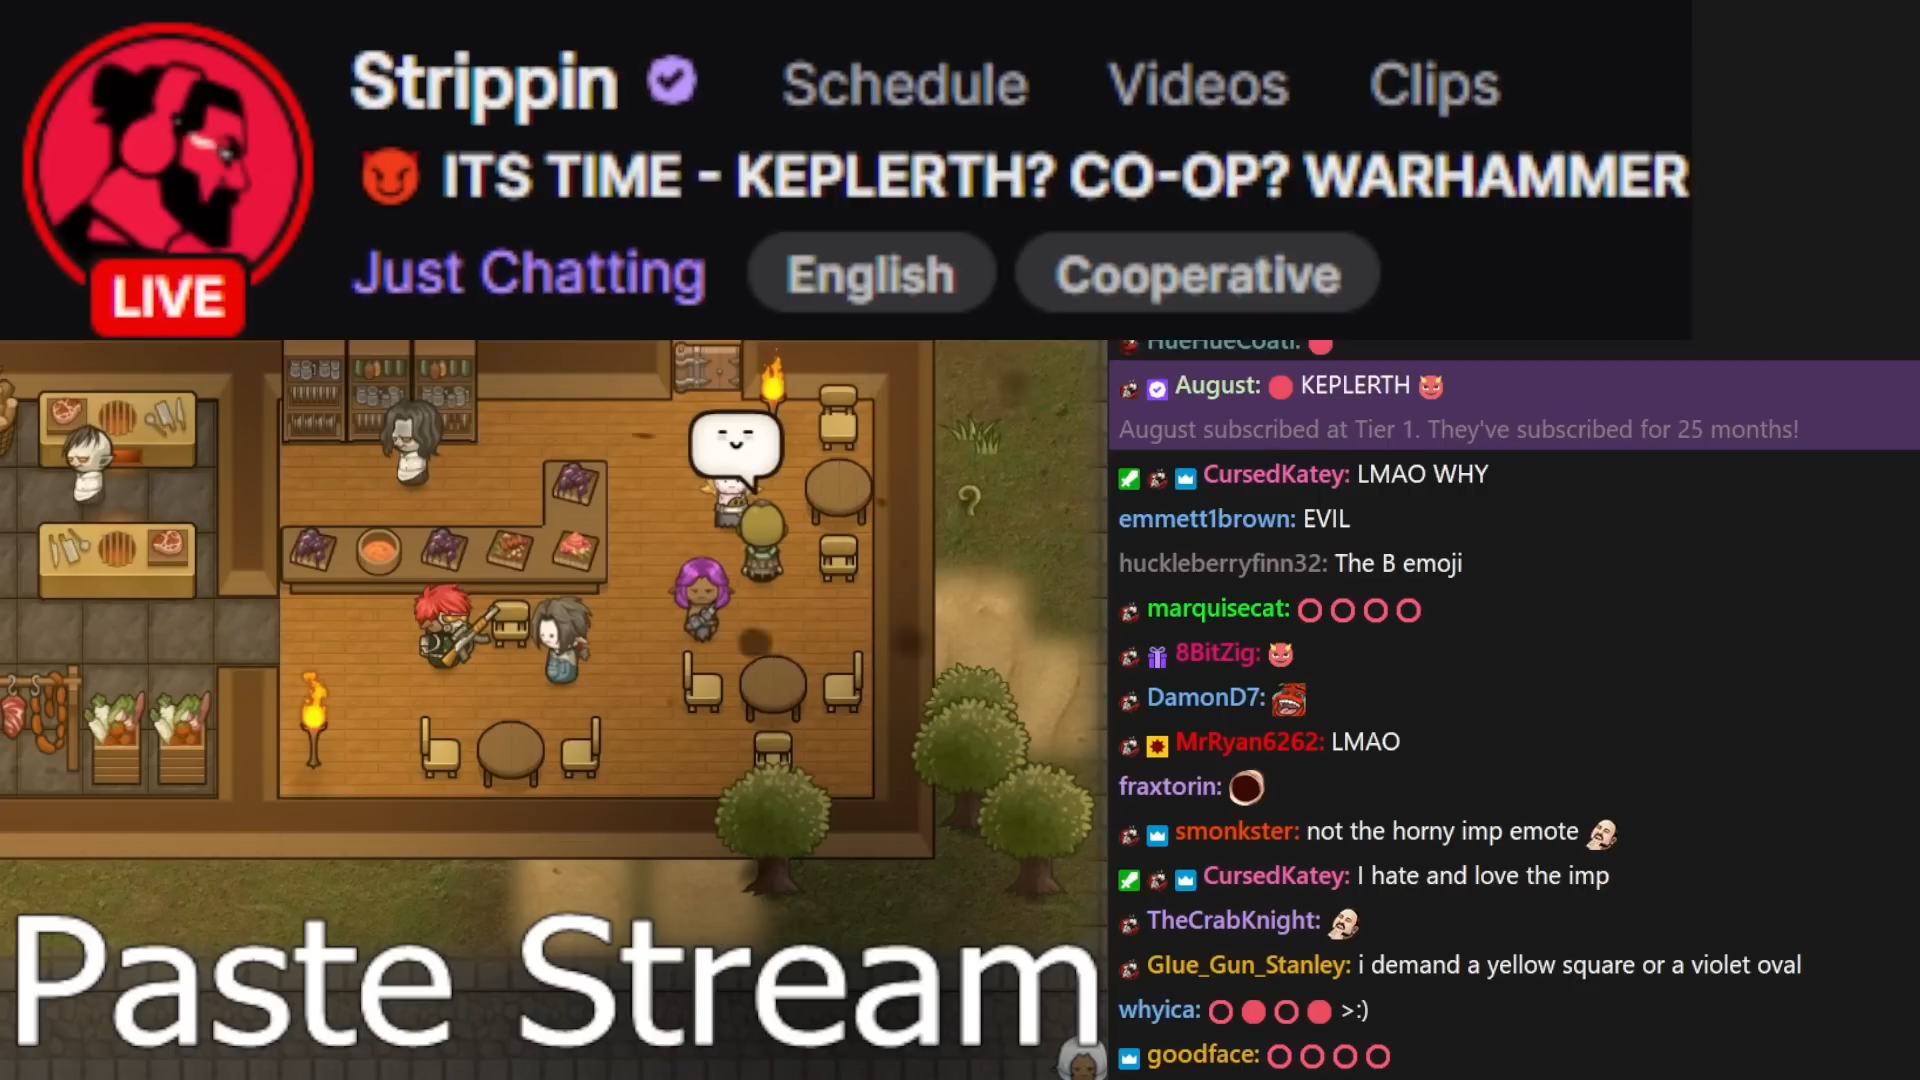 Strippin Schedule Videos Clips
ITS TIME - KEPLERTH? CO-OP? WARHAMMER
Just Chatting English Cooperative
LIVE
HueHueCoatl:
August: KEPLERTH
August subscribed at Tier 1. They've subscribed for 25 months!
CursedKatey: LMAO WHY
emmett1brown: EVIL
huckleberryfinn32: The B emoji
marquisecat:
8BitZig:
DamonD7:
MrRyan6262: LMAO
fraxtorin:
smonkster: not the horny imp emote
CursedKatey: I hate and love the imp
TheCrabKnight:
Glue_Gun_Stanley: i demand a yellow square or a violet oval
whyica: >:)
goodface:
Paste Stream